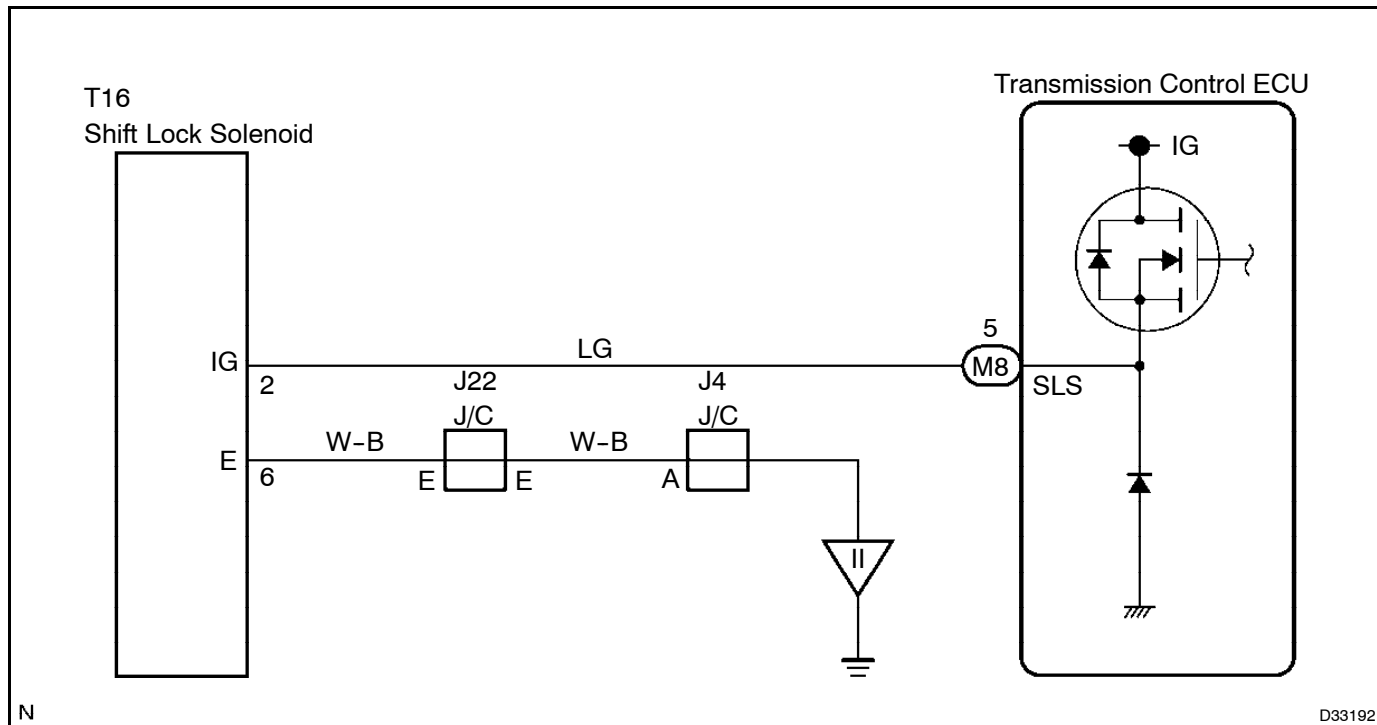 Transmission Control ECU
T16
Shift Lock Solenoid
IG
5
IG
LG
M8
2
J22
J4
SLS
J/C
J/C
W-B
W-B
E
6
E
E
A
II
N
D33192